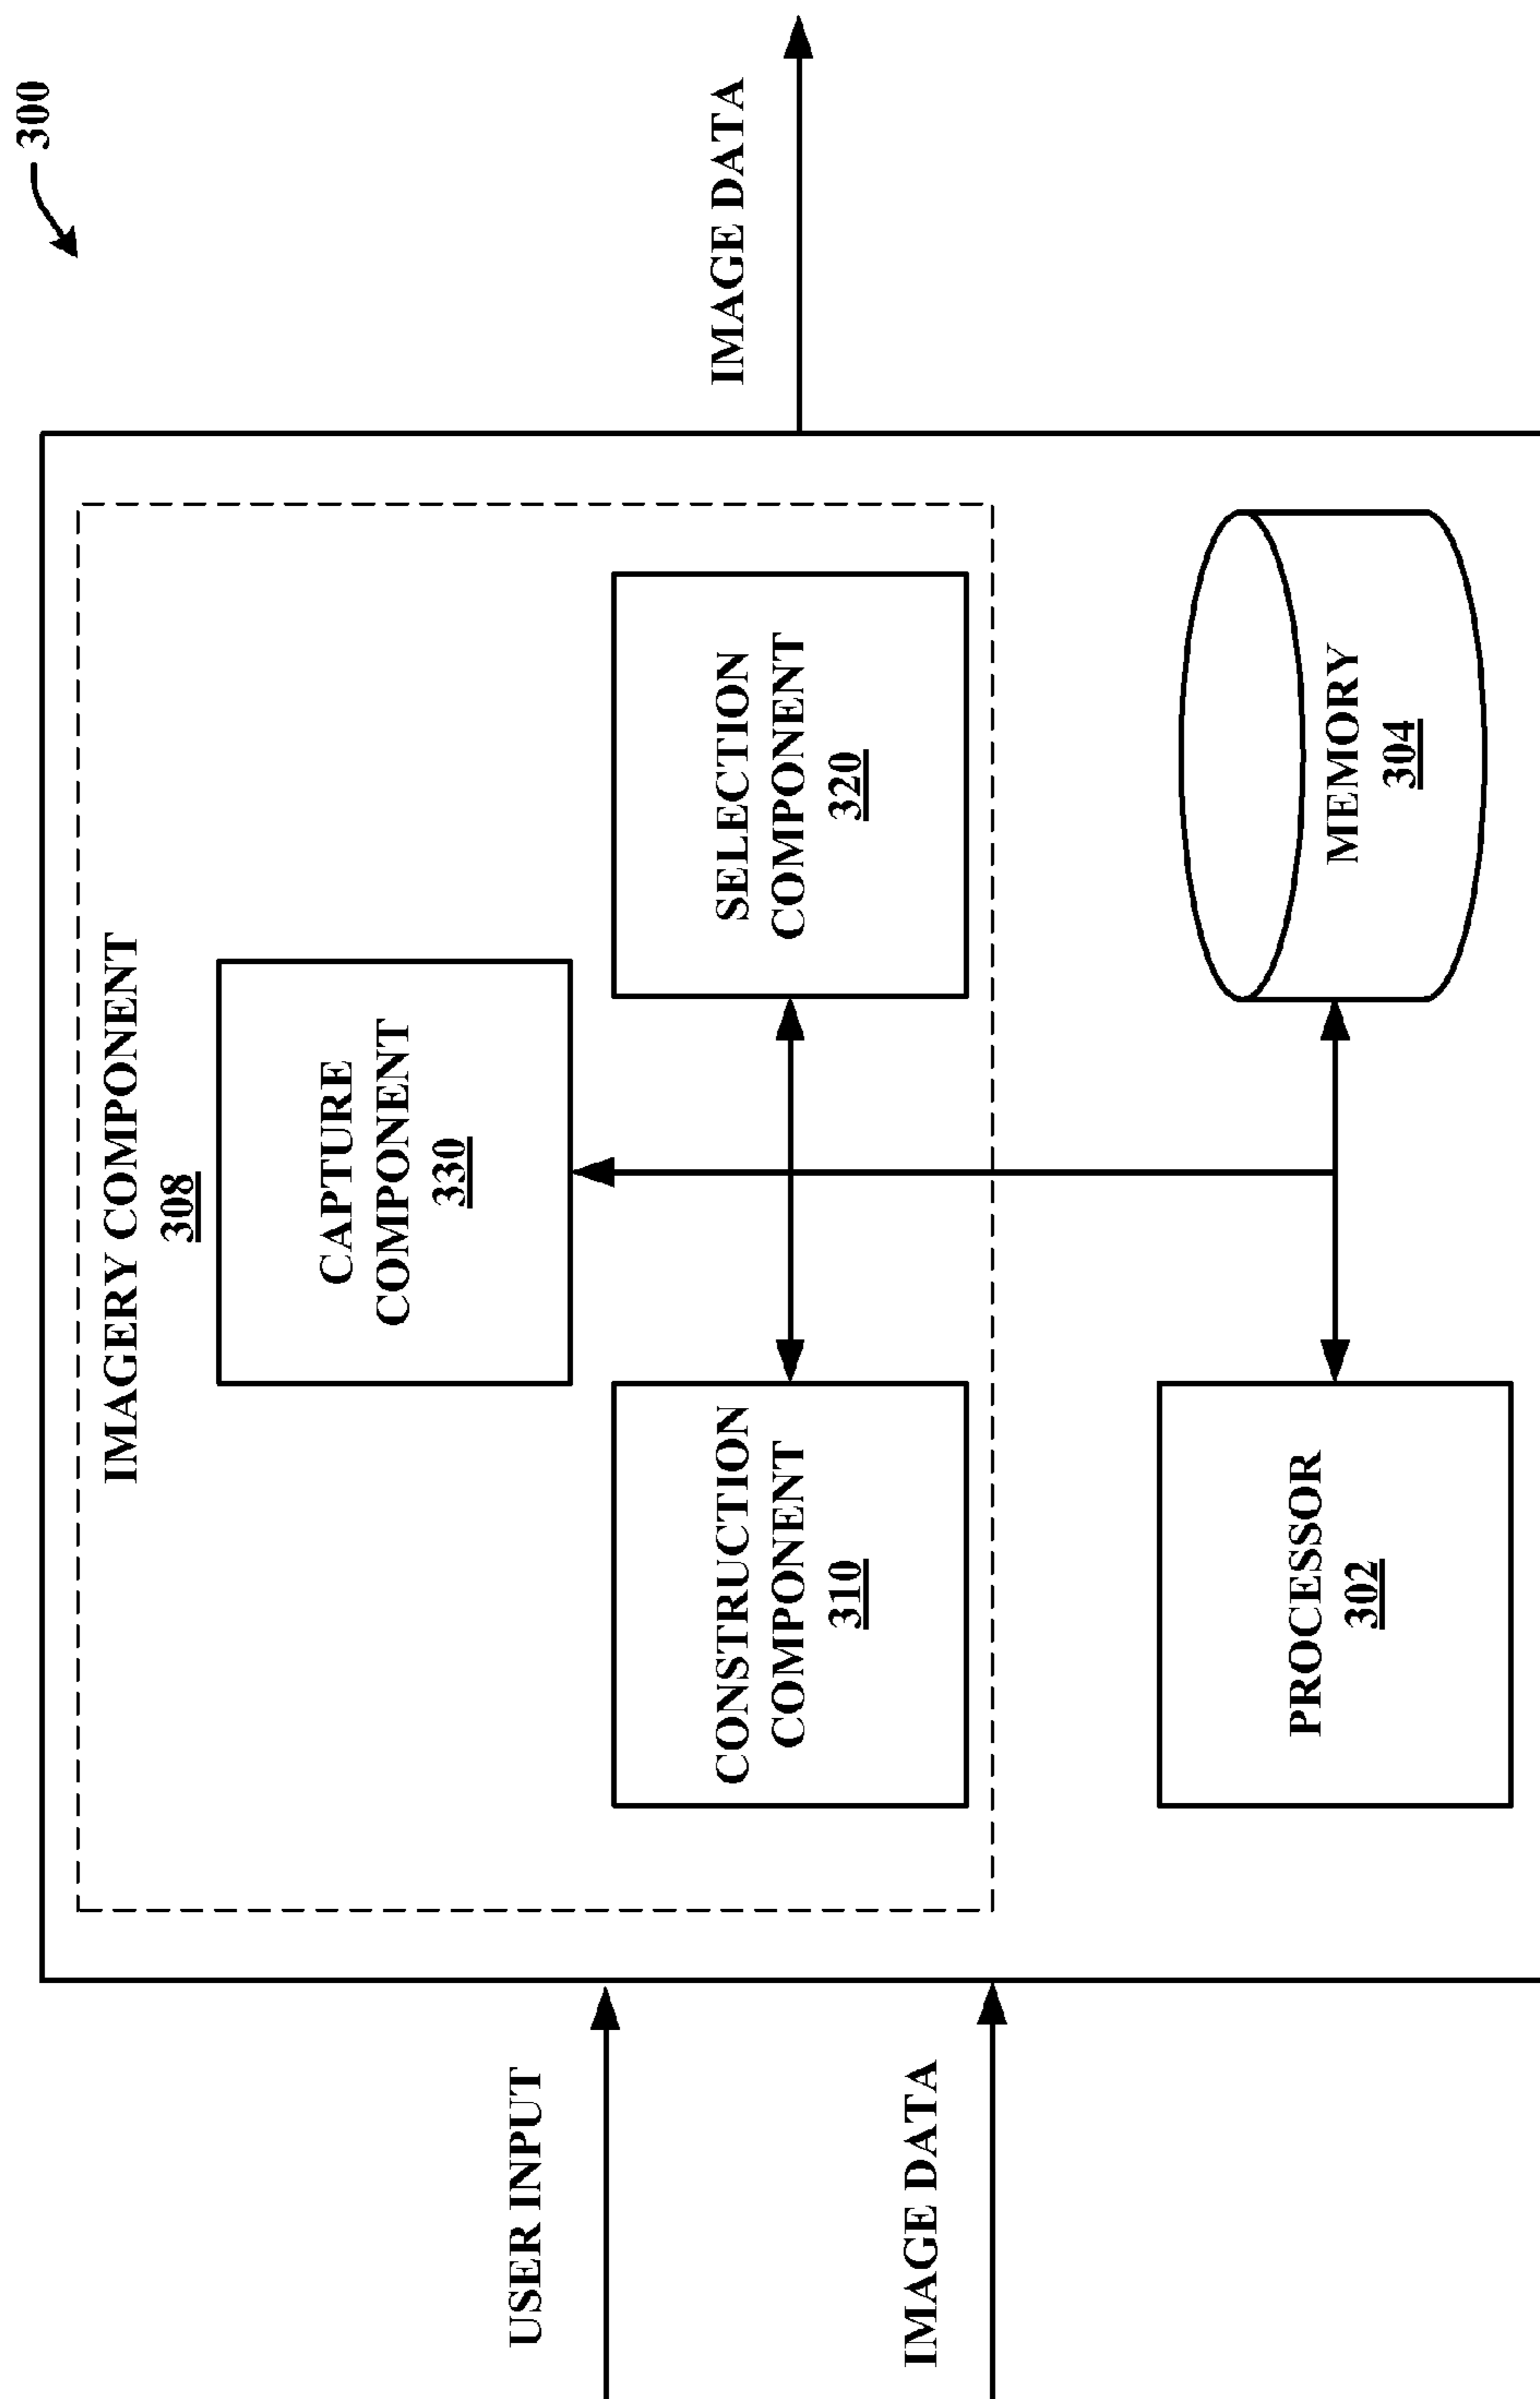 300
IMAGERY COMPONENT
308
CAPTURE
COMPONENT
330
USER INPUT
IMAGE DATA
CONSTRUCTION
COMPONENT
310
SELECTION
COMPONENT
320
IMAGE DATA
PROCESSOR
302
MEMORY
304